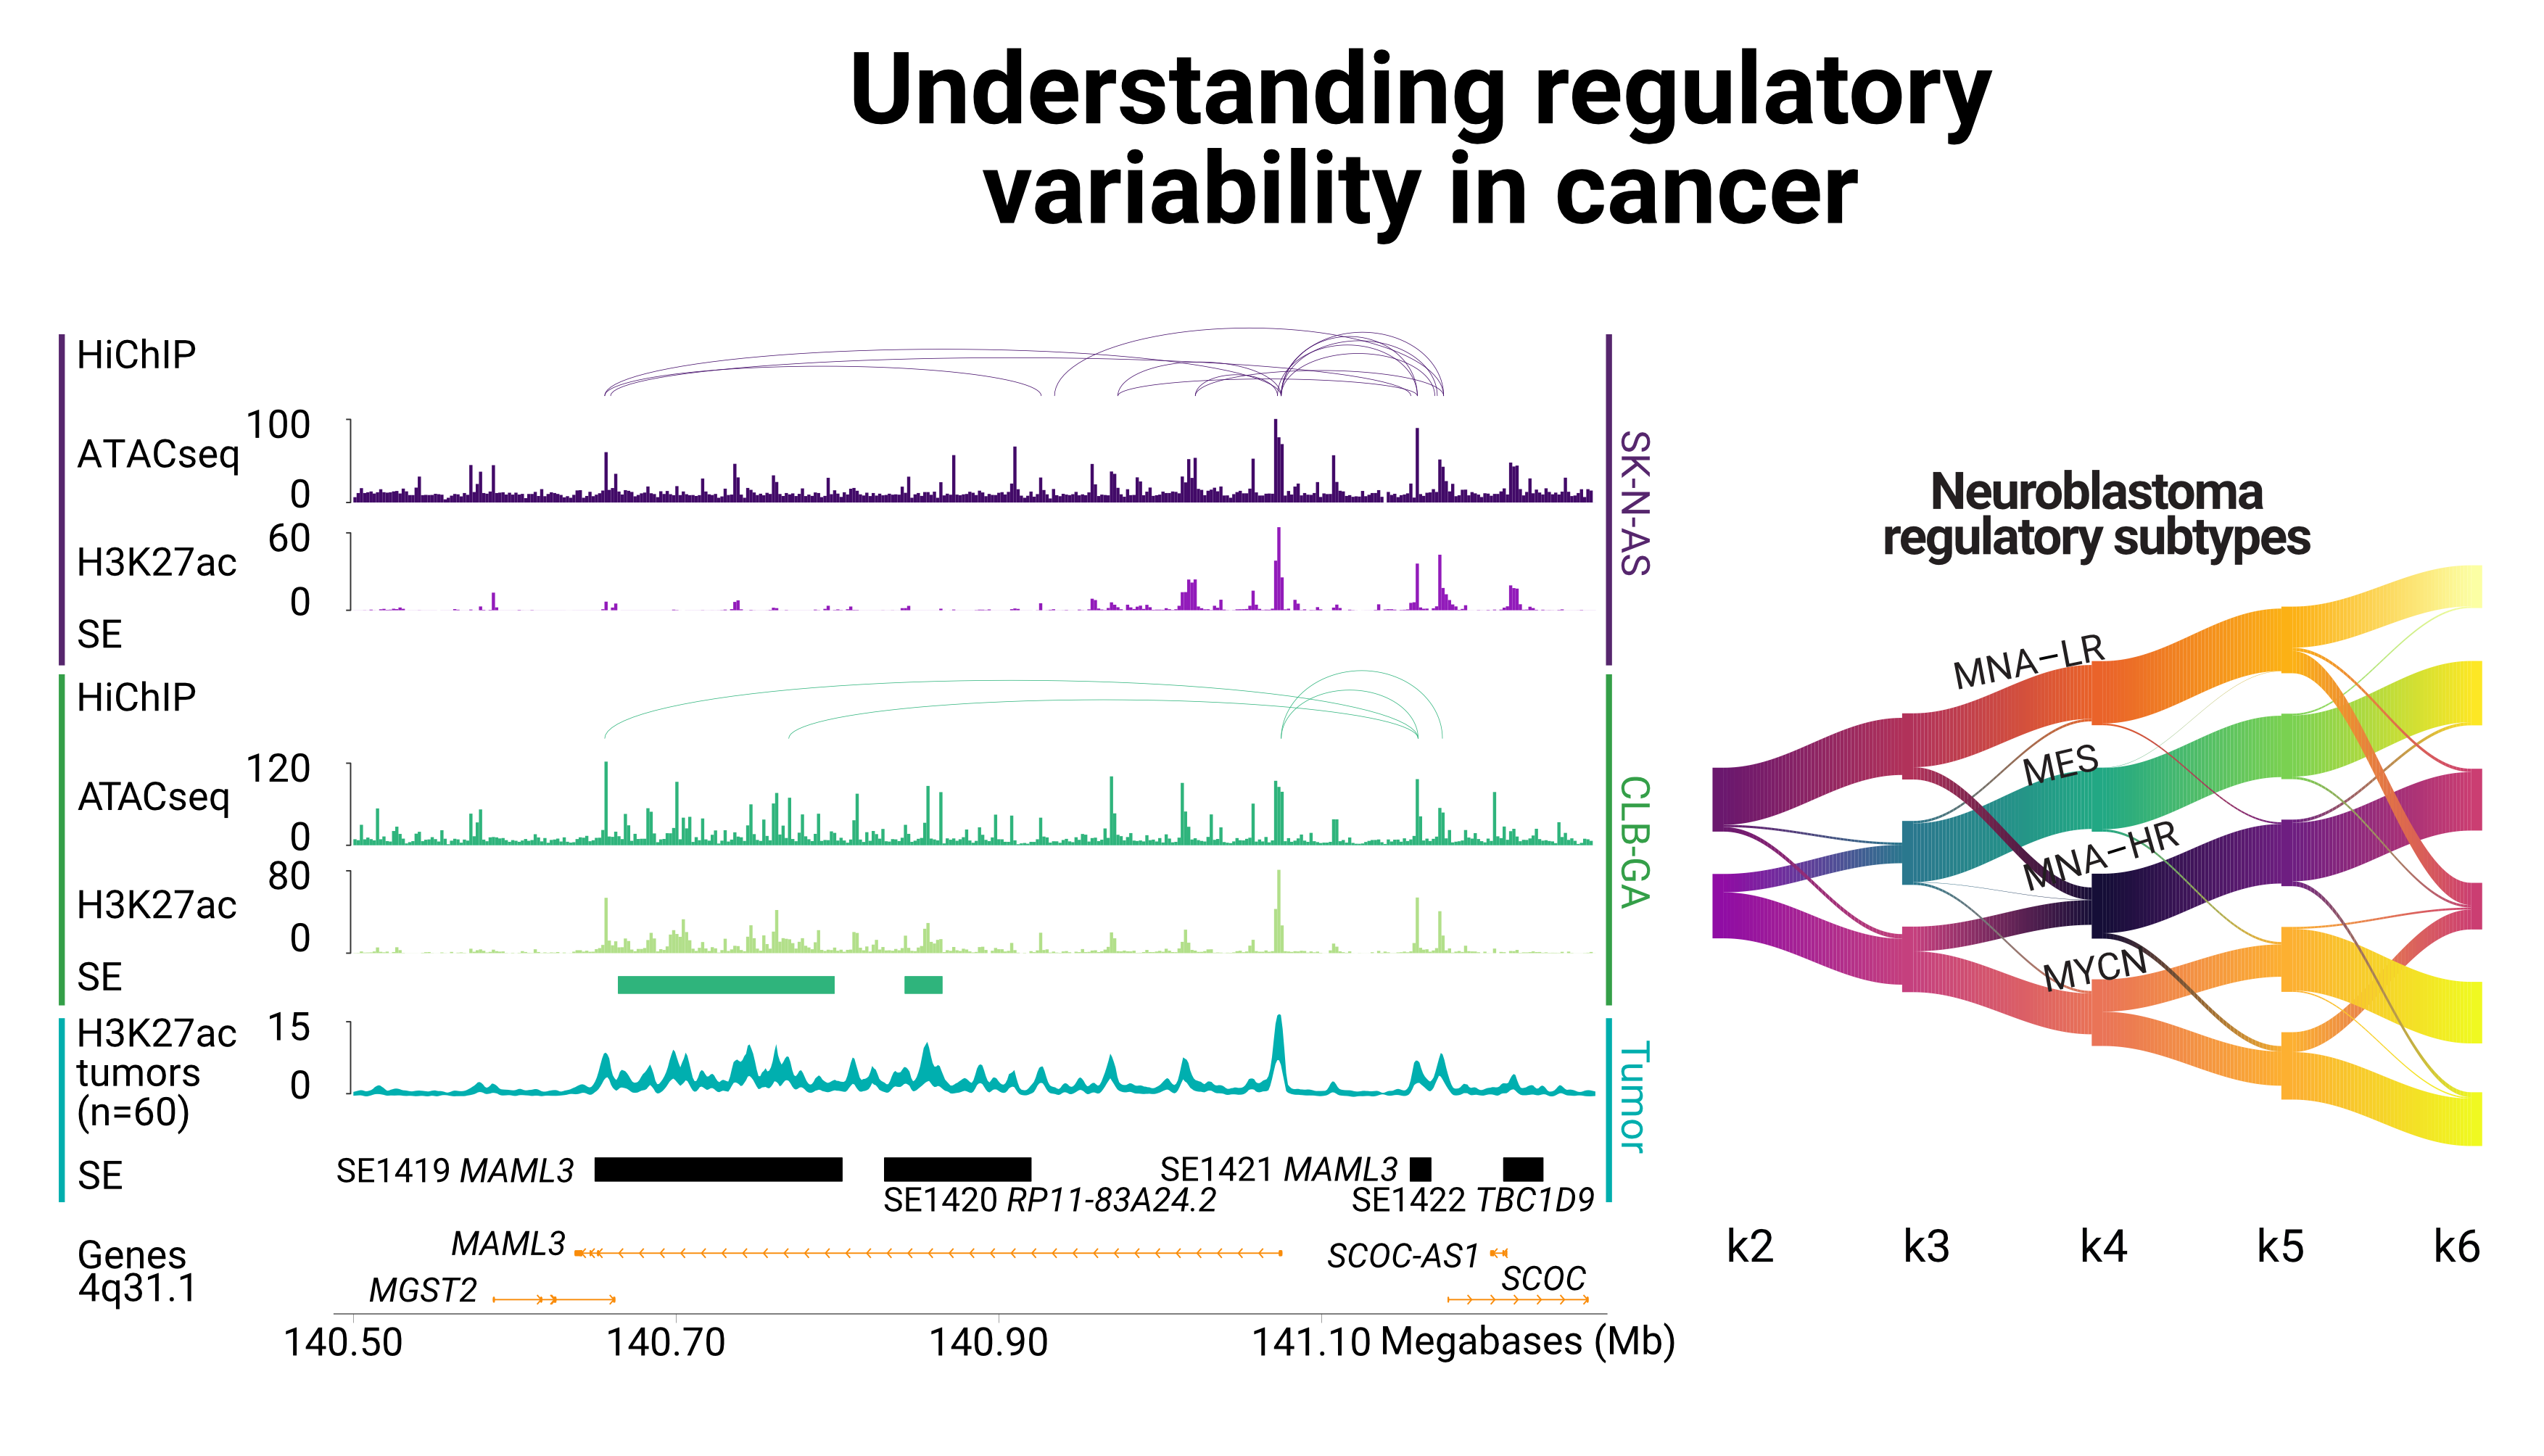 Understanding regulatory
variability in cancer
HiChIP
ATACseq
100
0
H3K27ac
60
0
SE
SK-N-AS
HiChIP
ATACseq
120
0
H3K27ac
80
0
SE
CLB-GA
H3K27ac
tumors
(n=60)
15
0
SE
Tumor
SE1419 MAML3
SE1420 RP11-83A24.2
SE1421 MAML3
SE1422 TBC1D9
Genes
4q31.1
MAML3
MGST2
SCOC-AS1
SCOC
140.50 140.70 140.90 141.10 Megabases (Mb)
Neuroblastoma
regulatory subtypes
MNA-LR
MES
MNA-HR
MYCN
k2 k3 k4 k5 k6